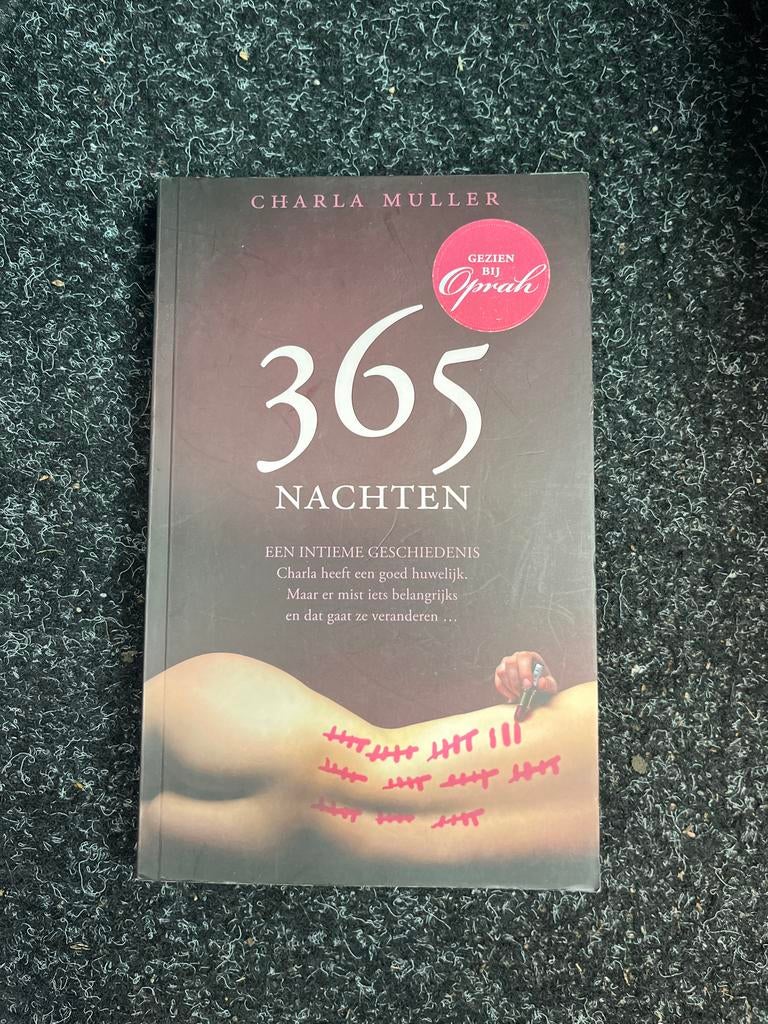 CHARLA MULLER
GEZIEN
BIJ
Oprah
365
NACHTEN
EEN INTIEME GESCHIEDENIS
Charla heeft een goed huwelijk.
Maar er mist iets belangrijks
en dat gaat ze veranderen ...